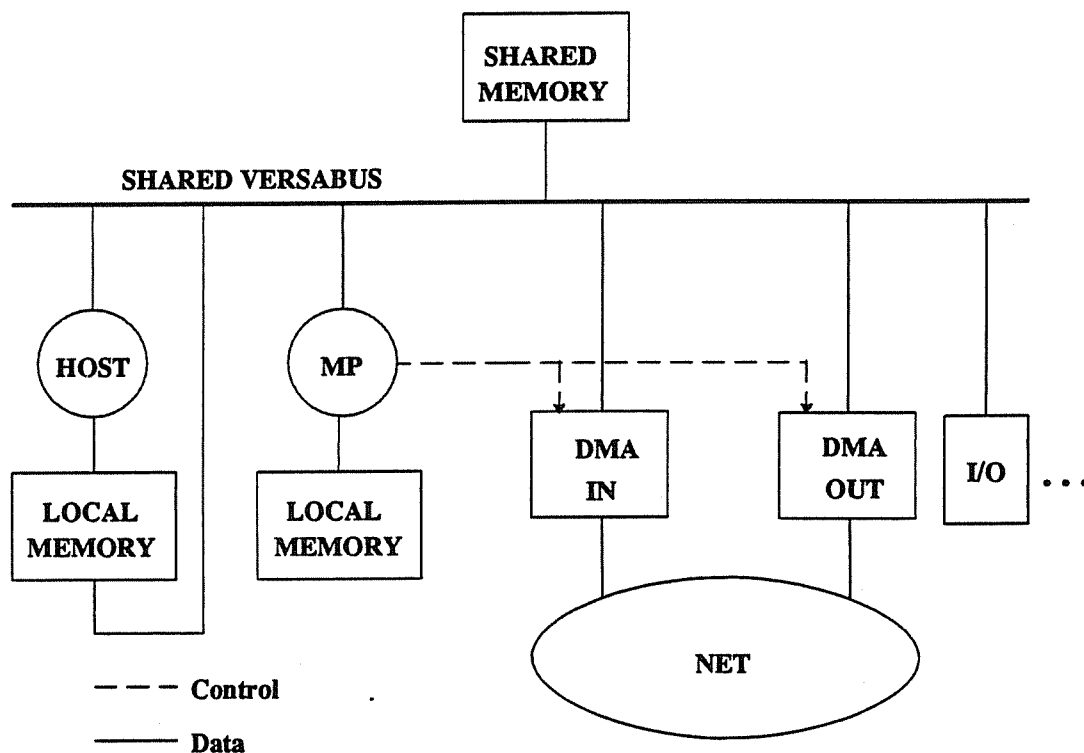 SHARED
MEMORY
SHARED VERSABUS
HOST
MP
DMA
IN
DMA
OUT
I/O
...
LOCAL
MEMORY
LOCAL
MEMORY
NET
Control
Data